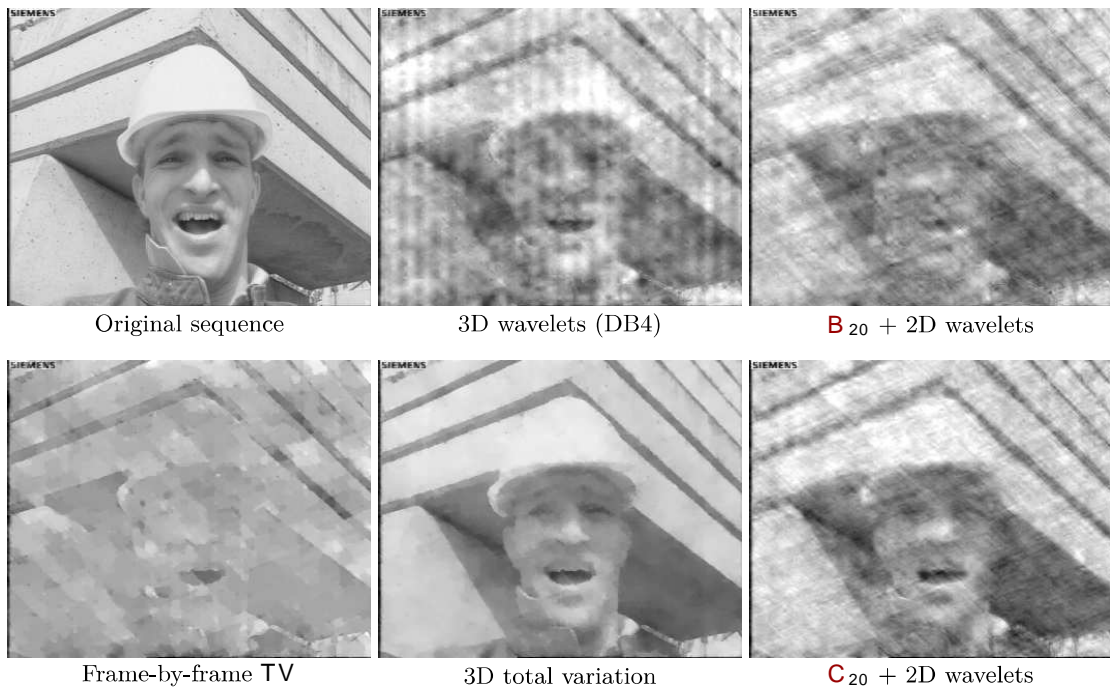 SIEMENS
SIEMENS
SIEMENS
Original sequence
3D wavelets (DB4)
B 20 + 2D wavelets
SIEMENS
SIEMENS
SIEMENS
Frame-by-frame TV
3D total variation
C 20 + 2D wavelets